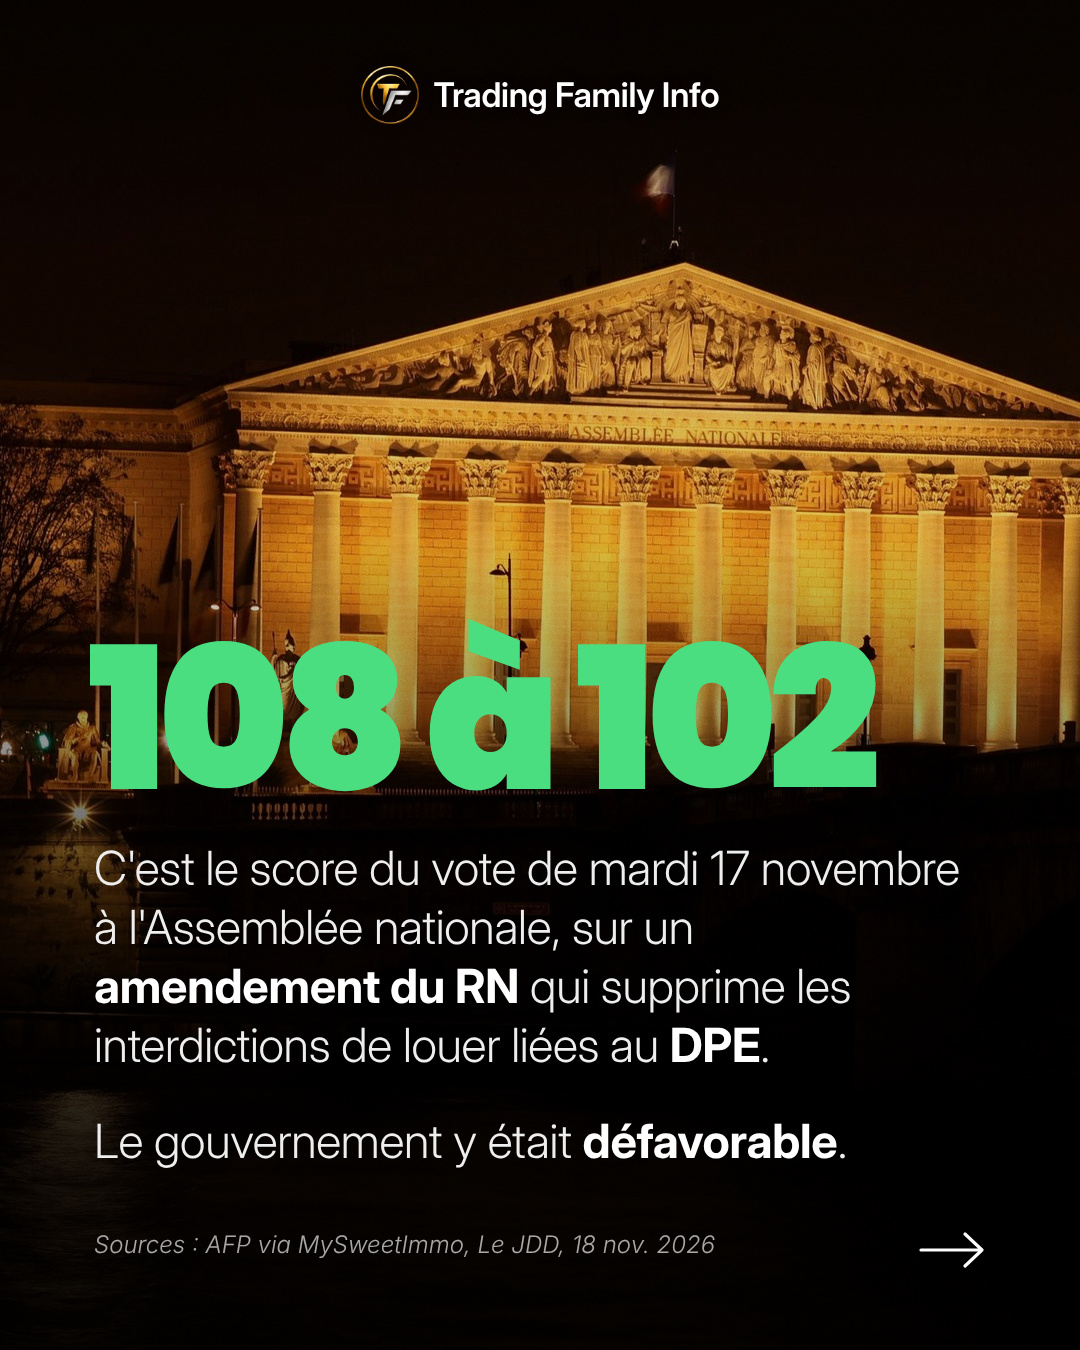 Trading Family Info
ASSEMBLÉE NATIONALE
108 à 102
C'est le score du vote de mardi 17 novembre
à l'Assemblée nationale, sur un
amendement du RN qui supprime les
interdictions de louer liées au DPE.
Le gouvernement y était défavorable.
Sources : AFP via MySweetImmo, Le JDD, 18 nov. 2026